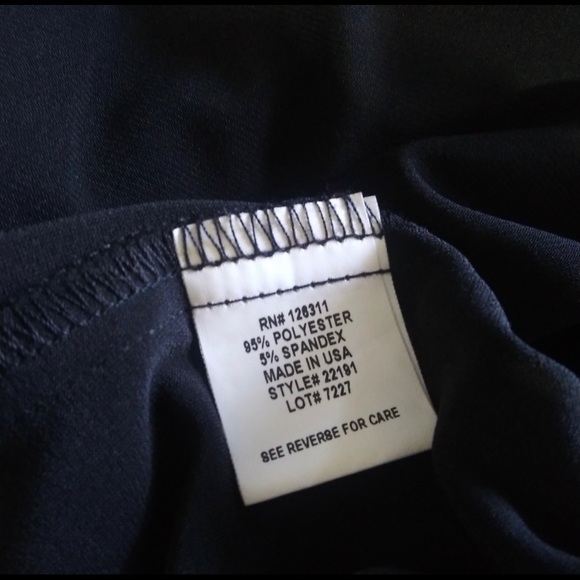 RN# 126311
95% POLYESTER
5% SPANDEX
MADE IN USA
STYLE# 22191
LOT# 7227
SEE REVERSE FOR CARE